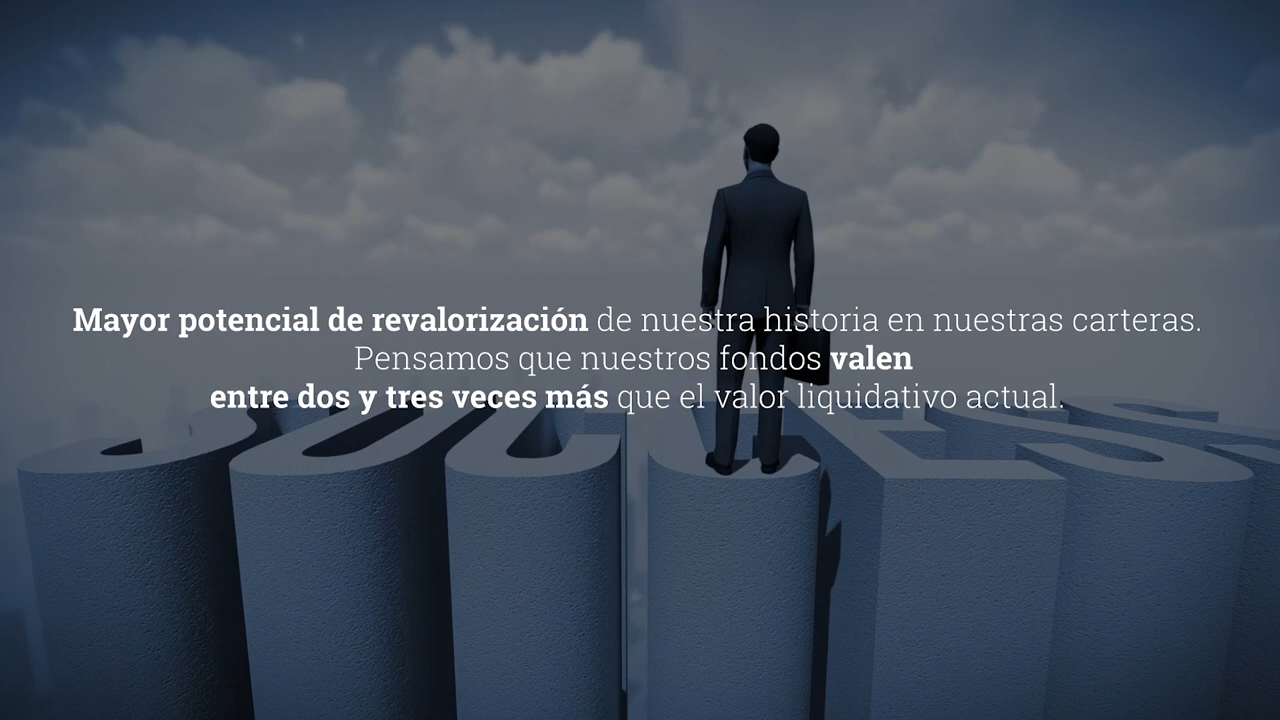 Mayor potencial de revalorización de nuestra historia en nuestras carteras.
Pensamos que nuestros fondos valen
entre dos y tres veces más que el valor liquidativo actual.
SUCCESS